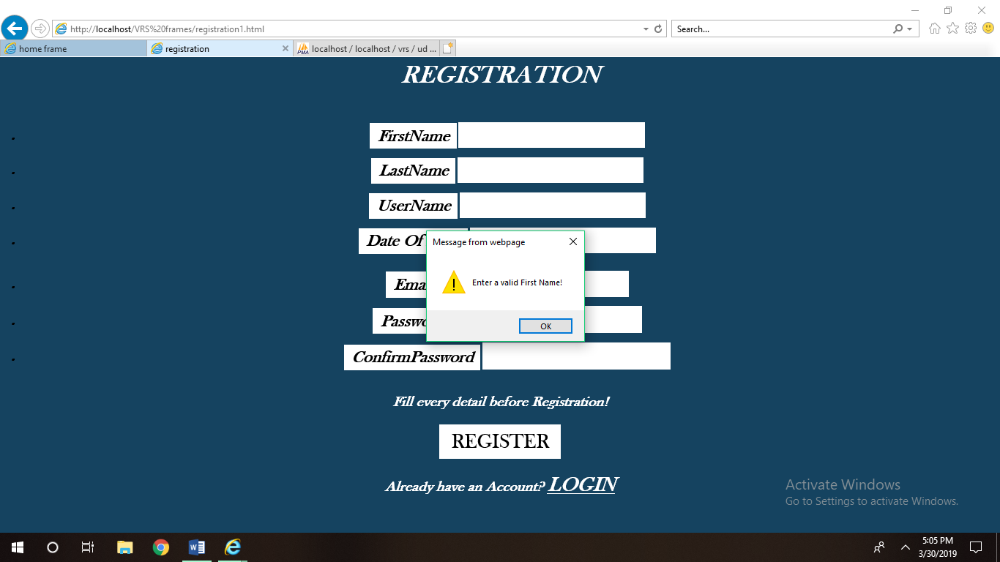 http://localhost/VRS%20frames/registration1.html
Search...
home frame
registration
localhost / localhost / vrs / ud ...
REGISTRATION
FirstName
LastName
UserName
Date Of
Message from webpage
Enter a valid First Name!
Emai
Passwo
OK
ConfirmPassword
Fill every detail before Registration!
REGISTER
Already have an Account? LOGIN
Activate Windows
Go to Settings to activate Windows.
5:05 PM
3/30/2019